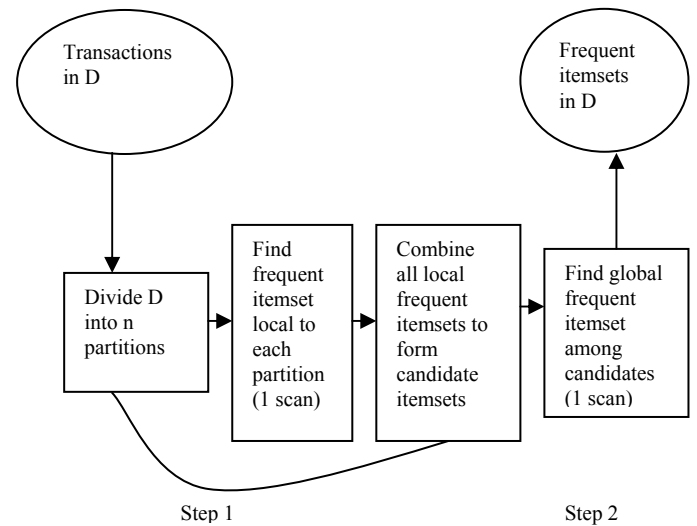 Transactions
in D
Frequent
itemsets
in D
Divide D
into n
partitions
Find
frequent
itemset
local to
each
partition
(1 scan)
Combine
all local
frequent
itemsets to
form
candidate
itemsets
Find global
frequent
itemset
among
candidates
(1 scan)
Step 1
Step 2